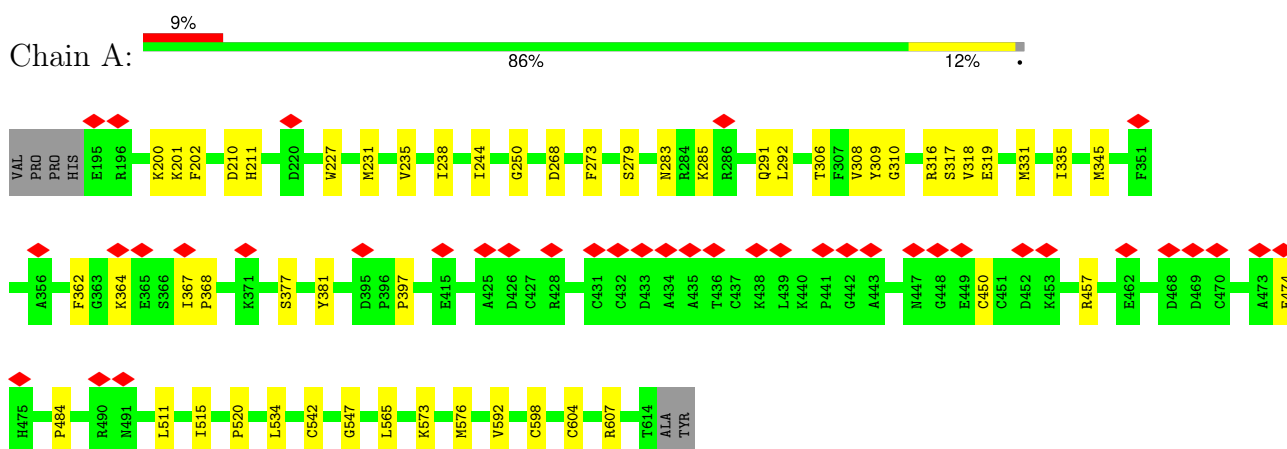 9%
Chain A:
86% 12% •
VAL PRO PRO HIS E195 R196 K200 K201 F202 D210 H211 D220 W227 M231 V235 I238 I244 G250 D268 F273 S279 N283 R284 K285 R286 Q291 L292 T306 F307 V308 Y309 G310 R316 S317 V318 E319 M331 I335 M345 F351
A356 F362 G363 K364 E365 S366 I367 P368 K371 S377 Y381 D395 P396 P397 E415 A425 D426 C427 R428 C431 C432 D433 A434 A435 T436 C437 K438 L439 K440 P441 G442 A443 N447 G448 E449 C450 C451 D452 K453 R457 E462 D468 D469 C470 A473 E474
H475 P484 R490 N491 L511 I515 P520 L534 C542 G547 L565 K573 M576 V592 C598 C604 R607 T614 ALA TYR